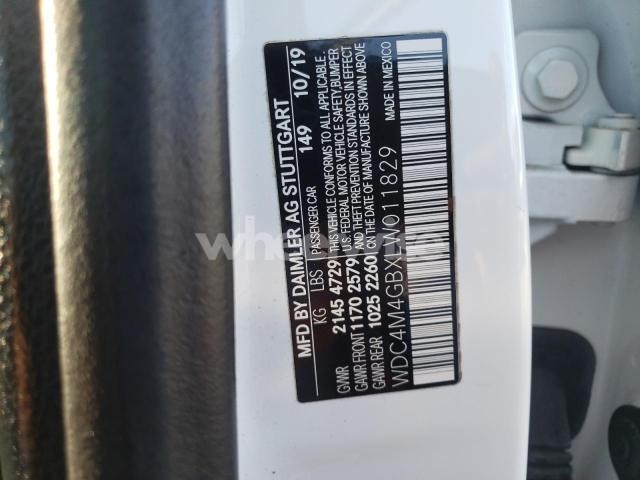 MFD BY DAIMLER AG STUTTGART 10/19
PASSENGER CAR 149
KG LBS
GVWR 2145 4729
GAWR FRONT 1170 2579
GAWR REAR 1025 2260
THIS VEHICLE CONFORMS TO ALL APPLICABLE
U.S. FEDERAL MOTOR VEHICLE SAFETY, BUMPER
AND THEFT PREVENTION STANDARDS IN EFFECT
ON THE DATE OF MANUFACTURE SHOWN ABOVE
MADE IN MEXICO
WDC4M4GBXLW011829